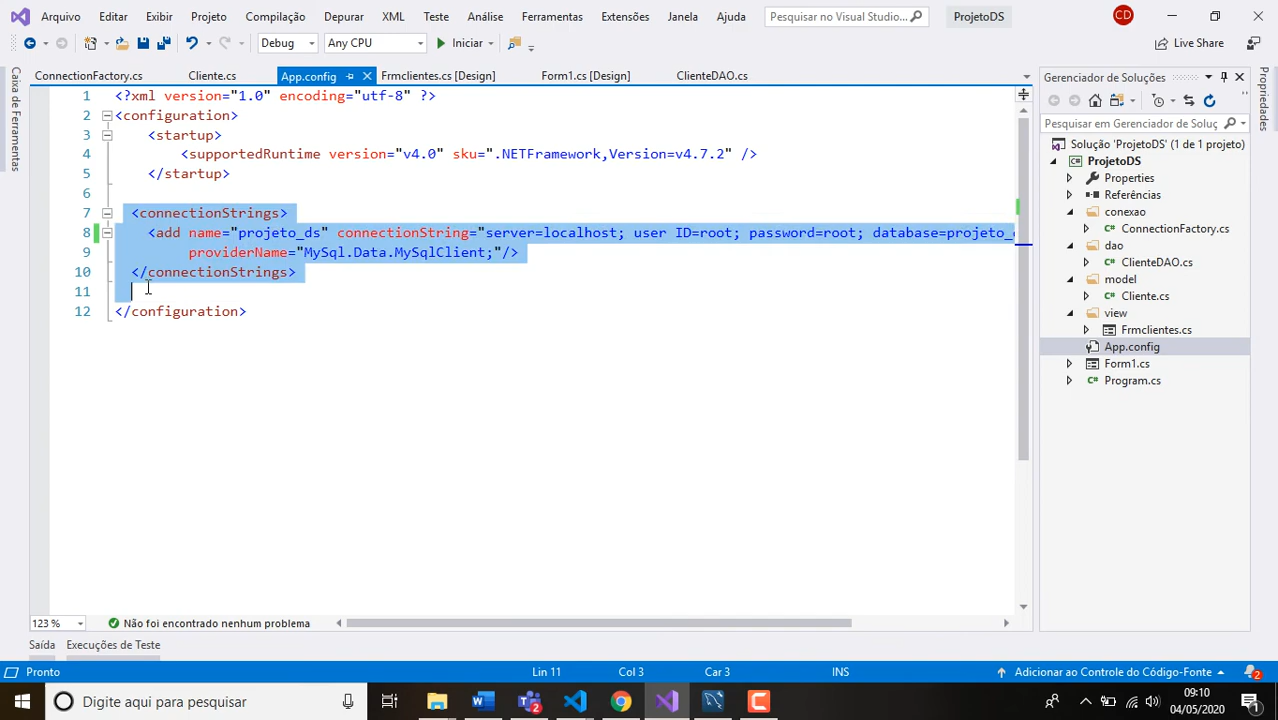 Arquivo Editar Exibir Projeto Compilação Depurar XML Teste Análise Ferramentas Extensões Janela Ajuda Pesquisar no Visual Studio... ProjetoDS CD
Debug Any CPU Iniciar Live Share
ConnectionFactory.cs Cliente.cs App.config Frmclientes.cs [Design] Form1.cs [Design] ClienteDAO.cs
Caixa de Ferramentas
1 <?xml version="1.0" encoding="utf-8" ?>
2 <configuration>
3 <startup>
4 <supportedRuntime version="v4.0" sku=".NETFramework,Version=v4.7.2" />
5 </startup>
6
7 <connectionStrings>
8 <add name="projeto_ds" connectionString="server=localhost; user ID=root; password=root; database=projeto_
9 providerName="MySql.Data.MySqlClient;"/>
10 </connectionStrings>
11
12 </configuration>
Gerenciador de Soluções
Pesquisar em Gerenciador de Soluç
Solução 'ProjetoDS' (1 de 1 projeto)
ProjetoDS
Properties
Referências
conexao
ConnectionFactory.cs
dao
ClienteDAO.cs
model
Cliente.cs
view
Frmclientes.cs
App.config
Form1.cs
Program.cs
Propriedades
123 % Não foi encontrado nenhum problema
Saída Execuções de Teste
Pronto Lin 11 Col 3 Car 3 INS Adicionar ao Controle do Código-Fonte 2
Digite aqui para pesquisar 2 09:10
04/05/2020 1